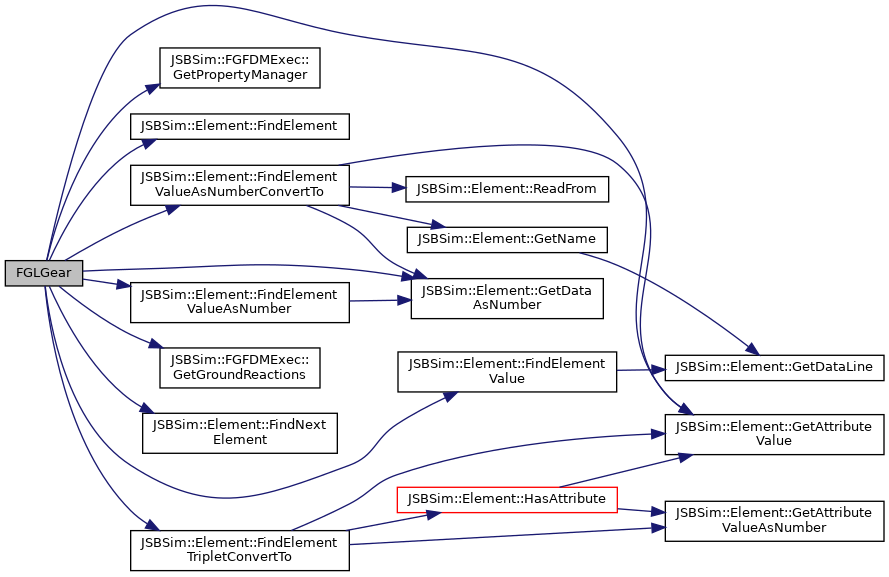 FGLGear
JSBSim::FGFDMExec::
GetPropertyManager
JSBSim::Element::FindElement
JSBSim::Element::FindElement
ValueAsNumberConvertTo
JSBSim::Element::FindElement
ValueAsNumber
JSBSim::FGFDMExec::
GetGroundReactions
JSBSim::Element::FindNext
Element
JSBSim::Element::FindElement
TripletConvertTo
JSBSim::Element::ReadFrom
JSBSim::Element::GetName
JSBSim::Element::GetData
AsNumber
JSBSim::Element::FindElement
Value
JSBSim::Element::HasAttribute
JSBSim::Element::GetDataLine
JSBSim::Element::GetAttribute
Value
JSBSim::Element::GetAttribute
ValueAsNumber